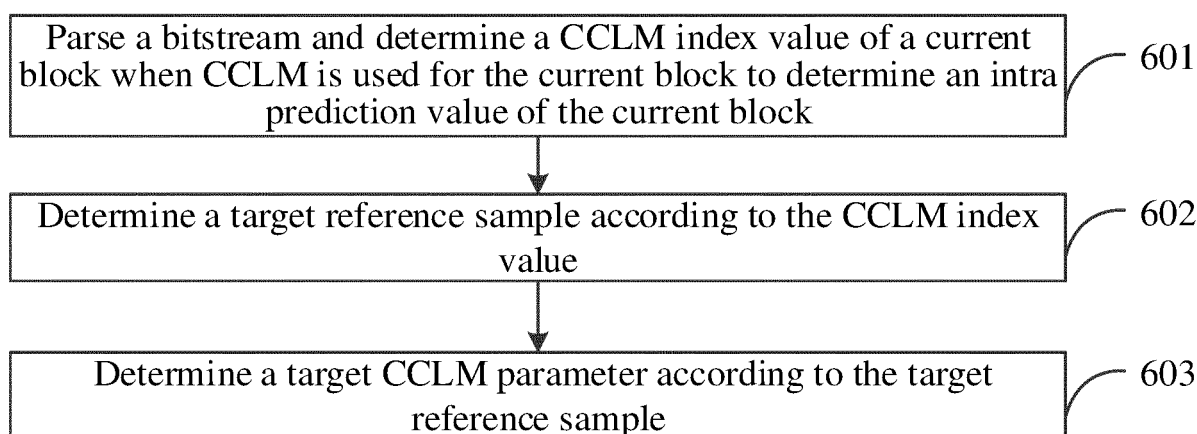 Parse a bitstream and determine a CCLM index value of a current
block when CCLM is used for the current block to determine an intra
prediction value of the current block
601
Determine a target reference sample according to the CCLM index
value
602
Determine a target CCLM parameter according to the target
reference sample
603